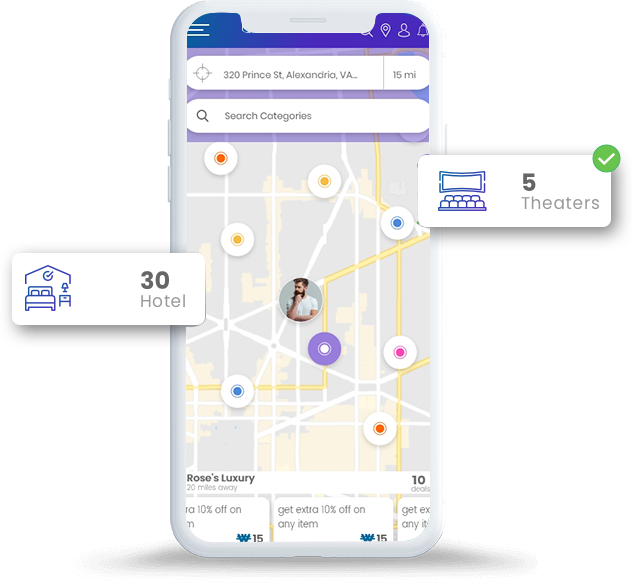 320 Prince St, Alexandria, VA...
15 mi
Search Categories
5
Theaters
30
Hotel
Rose's Luxury
20 miles away
10
deals
ra 10% off on
m
15
get extra 10% off on
any item
15
get ex
any it